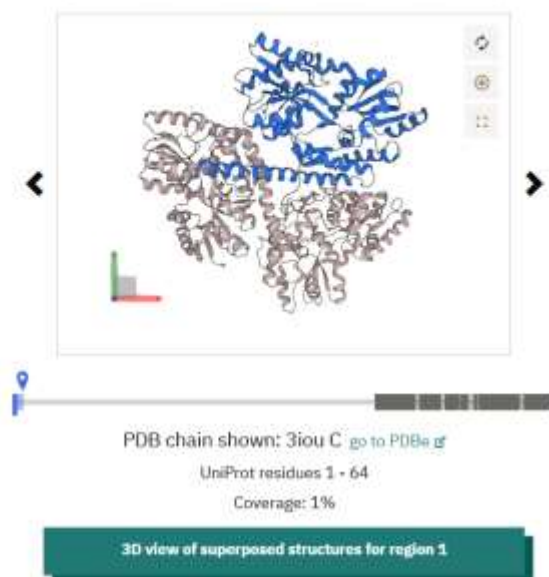 PDB chain shown: 3iou C go to PDBe
UniProt residues 1 - 64
Coverage: 1%
3D view of superposed structures for region 1